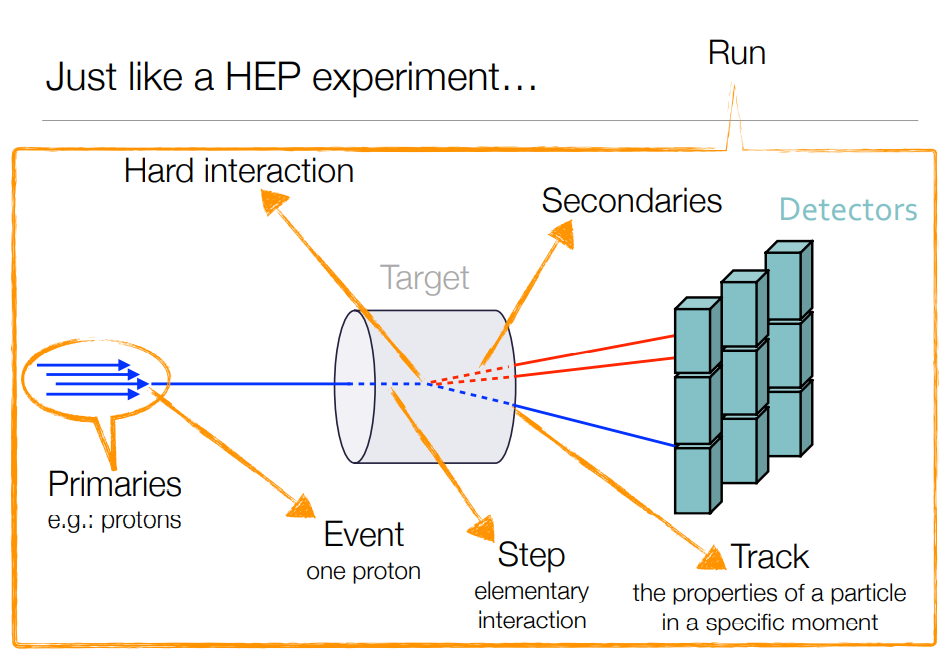 Run
Just like a HEP experiment...
Hard interaction
Secondaries
Detectors
Target
Primaries
e.g.: protons
Event
one proton
Step
elementary
interaction
Track
the properties of a particle
in a specific moment